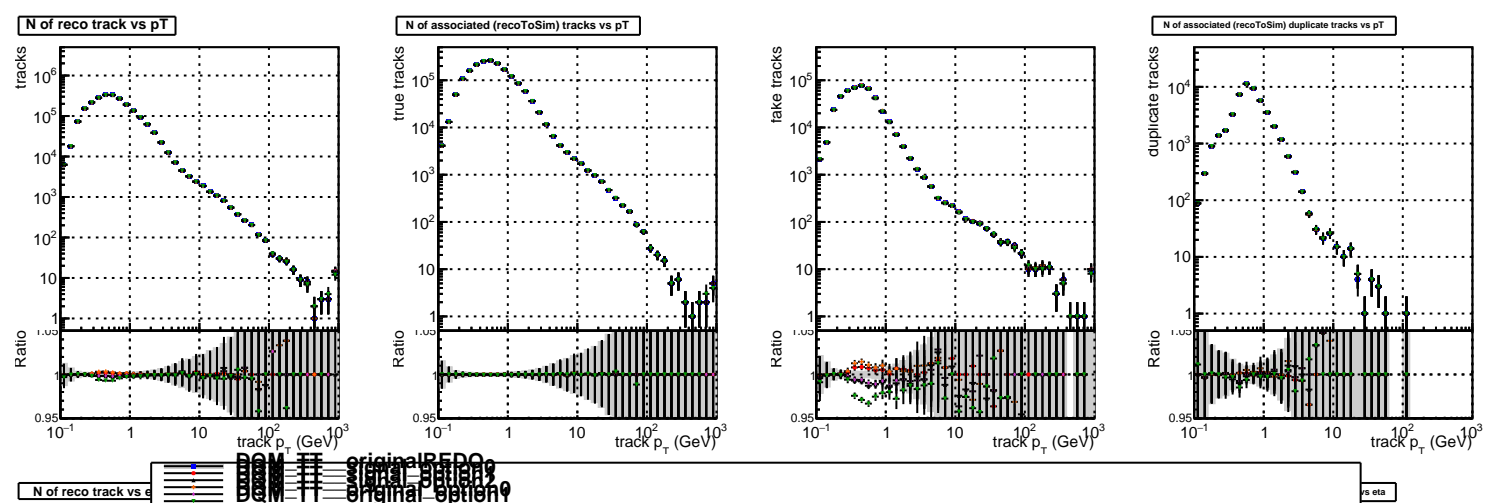 N of reco track vs pT
N of associated (recoToSim) tracks vs pT
N of associated (recoToSim) duplicate tracks vs pT
tracks
10^6
10^5
10^4
10^3
10^2
10
1
true tracks
10^5
10^4
10^3
10^2
10
1
fake tracks
10^5
10^4
10^3
10^2
10
1
duplicate tracks
10^4
10^3
10^2
10
1
Ratio
1.05
1
0.95
Ratio
1.05
1
0.95
Ratio
1.05
1
0.95
Ratio
1.05
1
0.95
10^-1 1 10 10^2 10^3
track p_T (GeV)
10^-1 1 10 10^2 10^3
track p_T (GeV)
10^-1 1 10 10^2 10^3
track p_T (GeV)
10^-1 1 10 10^2 10^3
track p_T (GeV)
DQM_TT__originalREDO
N of reco track vs e
vs eta